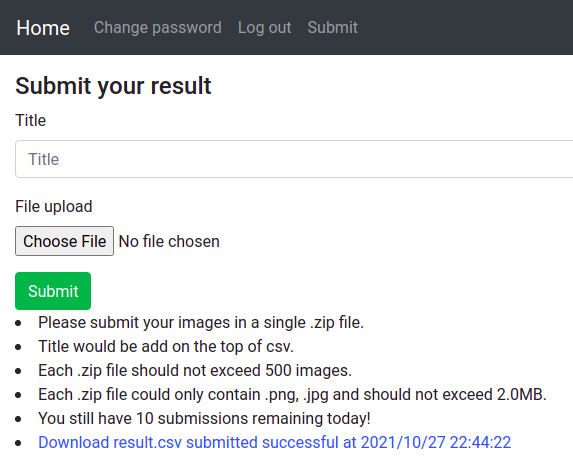 Home Change password Log out Submit
Submit your result
Title
Title
File upload
Choose File No file chosen
Submit
Please submit your images in a single .zip file.
Title would be add on the top of csv.
Each .zip file should not exceed 500 images.
Each .zip file could only contain .png, .jpg and should not exceed 2.0MB.
You still have 10 submissions remaining today!
Download result.csv submitted successful at 2021/10/27 22:44:22